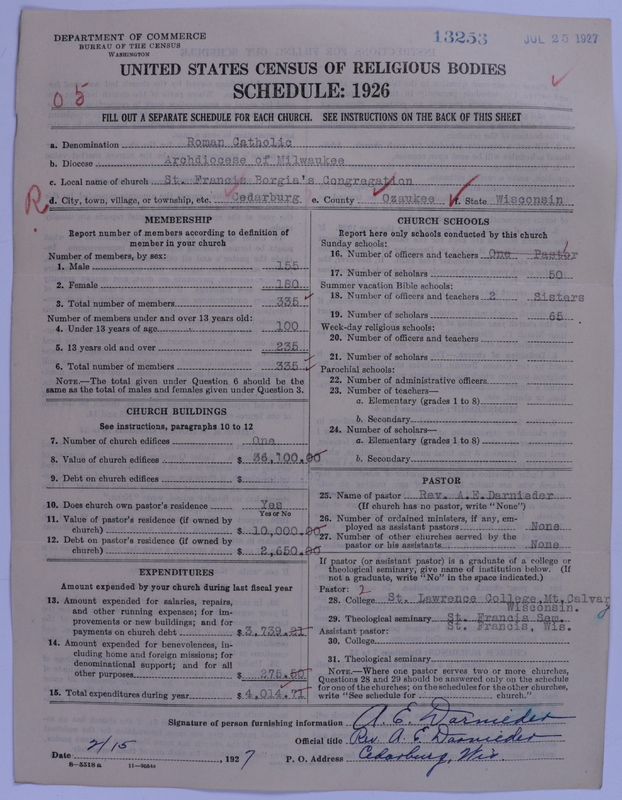 DEPARTMENT OF COMMERCE
BUREAU OF THE CENSUS
WASHINGTON
13253
JUL 25 1927
UNITED STATES CENSUS OF RELIGIOUS BODIES
SCHEDULE: 1926
05
FILL OUT A SEPARATE SCHEDULE FOR EACH CHURCH. SEE INSTRUCTIONS ON THE BACK OF THIS SHEET
a. Denomination Roman Catholic
b. Diocese Archdiocese of Milwaukee
c. Local name of church St. Francis Borgia's Congregation
R.
d. City, town, village, or township, etc. Cedarburg e. County Ozaukee f. State Wisconsin
MEMBERSHIP
Report number of members according to definition of
member in your church
Number of members, by sex:
1. Male 155
2. Female 180
3. Total number of members 335
Number of members under and over 13 years old:
4. Under 13 years of age 100
5. 13 years old and over 235
6. Total number of members 335
NOTE.—The total given under Question 6 should be the
same as the total of males and females given under Question 3.
CHURCH BUILDINGS
See instructions, paragraphs 10 to 12
7. Number of church edifices One
8. Value of church edifices $ 36,100.00
9. Debt on church edifices $
10. Does church own pastor's residence Yes
Yes or No
11. Value of pastor's residence (if owned by
church) $ 10,000.00
12. Debt on pastor's residence (if owned by
church) $ 2,650.00
EXPENDITURES
Amount expended by your church during last fiscal year
13. Amount expended for salaries, repairs,
and other running expenses; for im-
provements or new buildings; and for
payments on church debt $ 3,739.21
14. Amount expended for benevolences, in-
cluding home and foreign missions; for
denominational support; and for all
other purposes $ 275.50
15. Total expenditures during year $ 4,014.71
CHURCH SCHOOLS
Report here only schools conducted by this church
Sunday schools:
16. Number of officers and teachers One Pastor
17. Number of scholars 50
Summer vacation Bible schools:
18. Number of officers and teachers 2 Sisters
19. Number of scholars 65
Week-day religious schools:
20. Number of officers and teachers
21. Number of scholars
Parochial schools:
22. Number of administrative officers
23. Number of teachers—
a. Elementary (grades 1 to 8)
b. Secondary
24. Number of scholars—
a. Elementary (grades 1 to 8)
b. Secondary
PASTOR
25. Name of pastor Rev. A.E.Darnieder
(If church has no pastor, write "None")
26. Number of ordained ministers, if any, em-
ployed as assistant pastors None
27. Number of other churches served by the
pastor or his assistants None
If pastor (or assistant pastor) is a graduate of a college or
theological seminary, give name of institution below. (If
not a graduate, write "No" in the space indicated.)
Pastor: 2
28. College St. Lawrence College,Mt.Calvary
Wisconsin.
29. Theological seminary St. Francis Sem.
St. Francis, Wis.
Assistant pastor:
30. College
31. Theological seminary
NOTE.—Where one pastor serves two or more churches,
Questions 28 and 29 should be answered only on the schedule
for one of the churches; on the schedules for the other churches,
write "See schedule for church."
Signature of person furnishing information A. E. Darnieder
Official title Rev. A E Darnieder
Date 2/15, 1927 P. O. Address Cedarburg, Wis
8—5518a